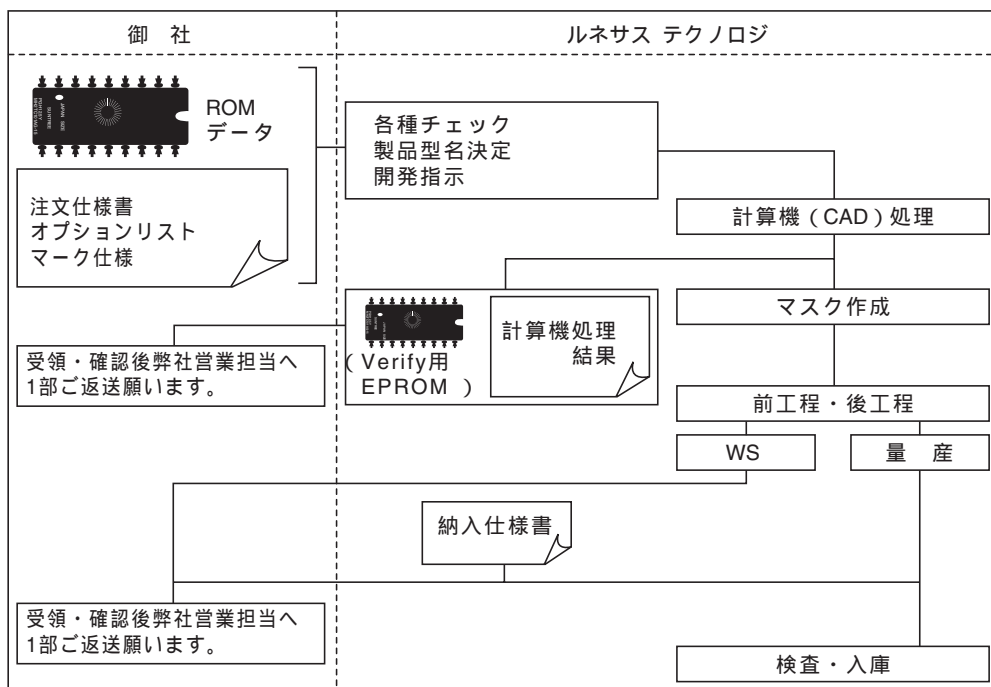 御 社
ルネサス テクノロジ
ROM
データ
注文仕様書
オプションリスト
マーク仕様
各種チェック
製品型名決定
開発指示
計算機（CAD）処理
マスク作成
計算機処理
結果
（Verify用
EPROM ）
受領・確認後弊社営業担当へ
1部ご返送願います。
前工程・後工程
WS
量 産
納入仕様書
受領・確認後弊社営業担当へ
1部ご返送願います。
検査・入庫